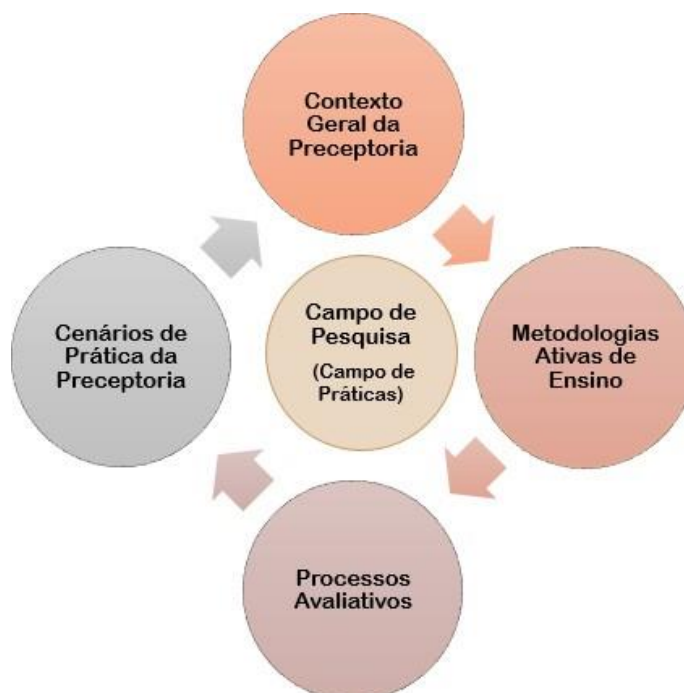 Contexto
Geral da
Preceptoria
Cenários de
Prática da
Preceptoria
Campo de
Pesquisa
(Campo de
Práticas)
Metodologias
Ativas de
Ensino
Processos
Avaliativos